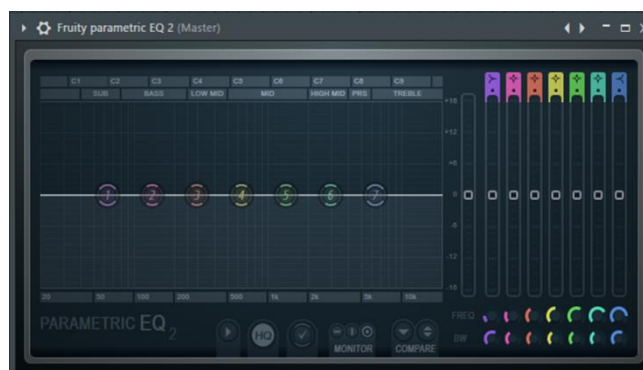 Fruity parametric EQ 2 (Master)
C1 C2 C3 C4 C5 C6 C7 C8 C9
SUB BASS LOW MID MID HIGH MID PRS TREBLE
+18
+12
+6
1 2 3 4 5 6 7 0
-6
-12
-18
20 50 100 200 500 1k 2k 5k 10k
FREQ
PARAMETRIC EQ 2
HQ
BW
MONITOR COMPARE